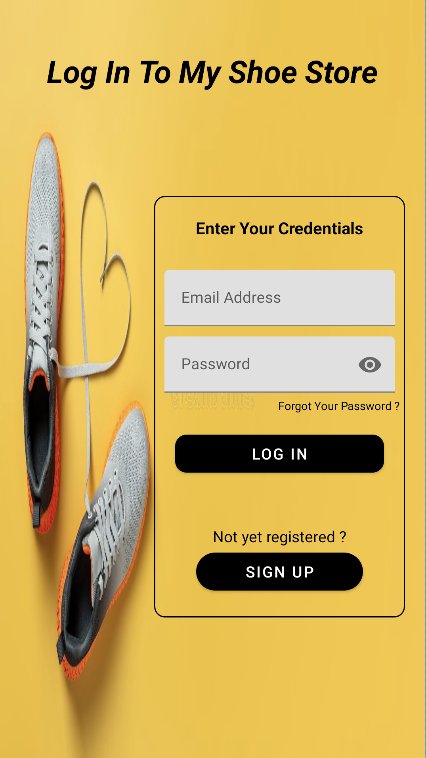 Log In To My Shoe Store
Enter Your Credentials
Email Address
Password
Forgot Your Password ?
LOG IN
Not yet registered ?
SIGN UP